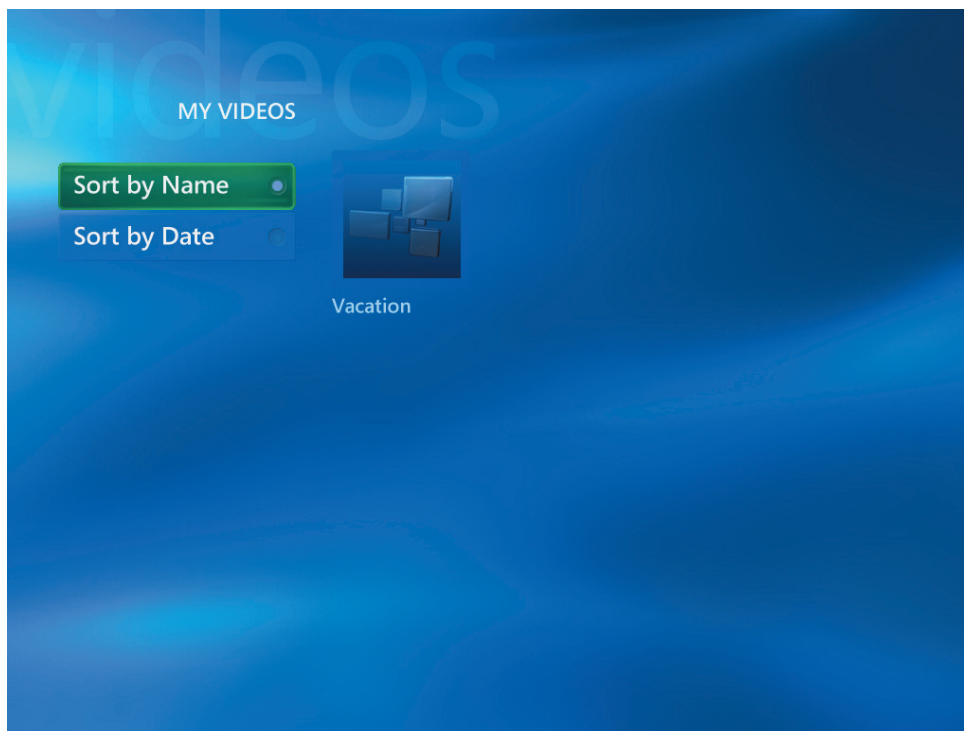 videos
MY VIDEOS
Sort by Name
Sort by Date
Vacation